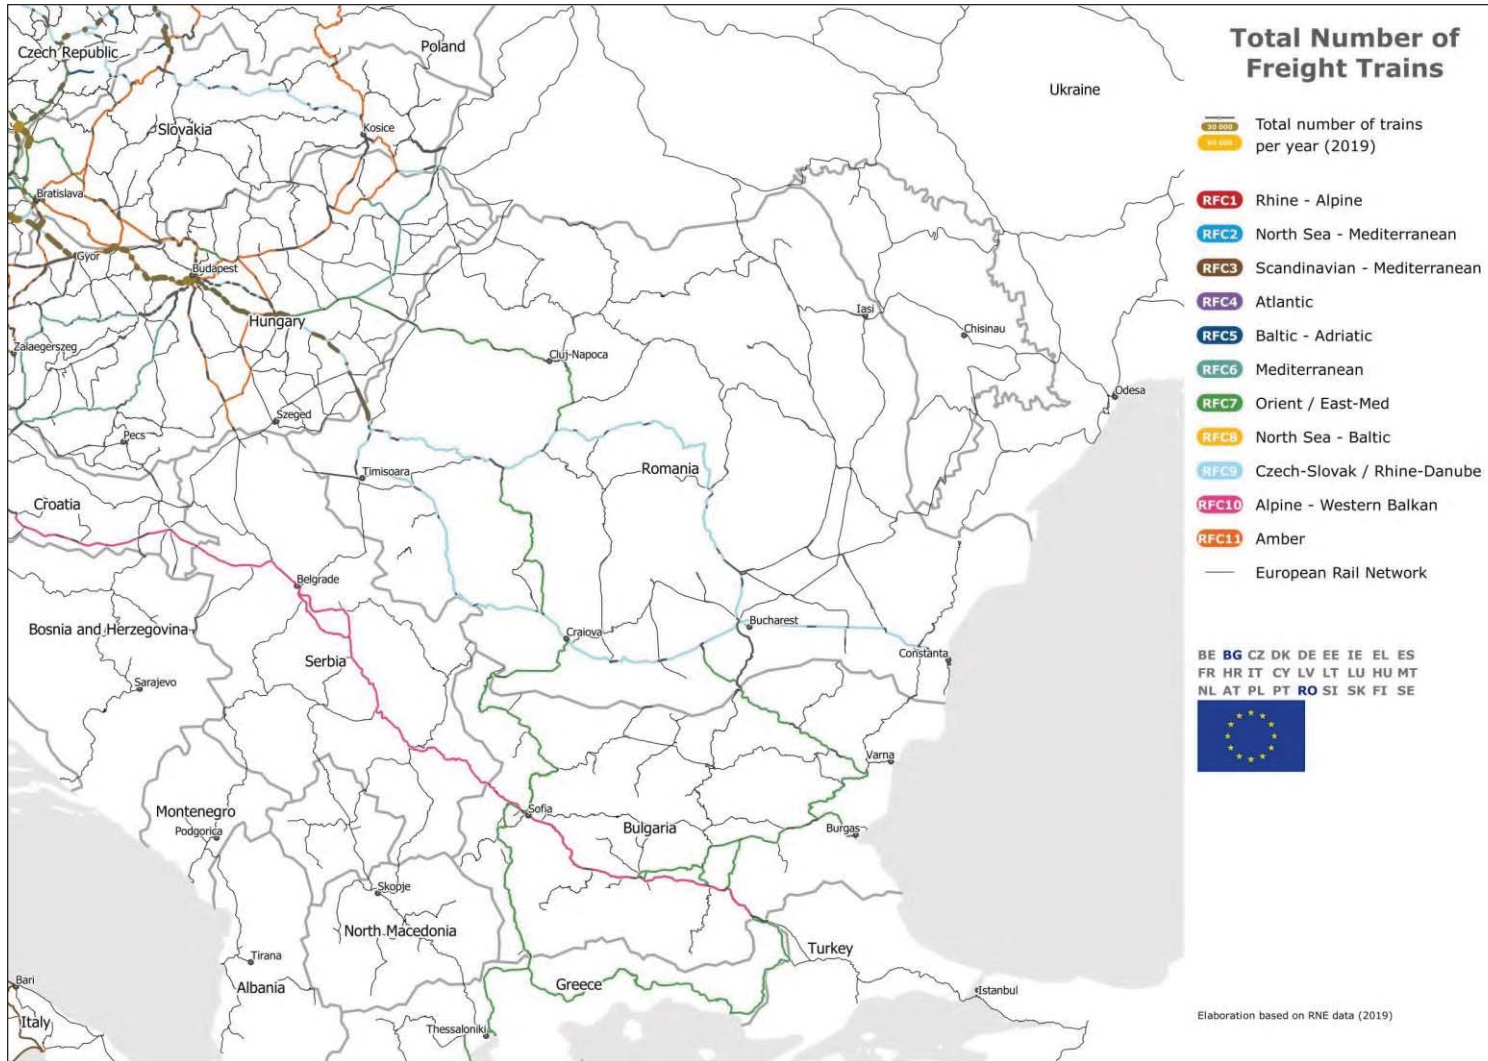 Total Number of
Freight Trains
30 000
60 000
Total number of trains
per year (2019)
RFC1 Rhine - Alpine
RFC2 North Sea - Mediterranean
RFC3 Scandinavian - Mediterranean
RFC4 Atlantic
RFC5 Baltic - Adriatic
RFC6 Mediterranean
RFC7 Orient / East-Med
RFC8 North Sea - Baltic
RFC9 Czech-Slovak / Rhine-Danube
RFC10 Alpine - Western Balkan
RFC11 Amber
European Rail Network
BE BG CZ DK DE EE IE EL ES
FR HR IT CY LV LT LU HU MT
NL AT PL PT RO SI SK FI SE
Elaboration based on RNE data (2019)
Czech Republic
Poland
Ukraine
Slovakia
Kosice
Bratislava
Gyor
Budapest
Hungary
Iasi
Chisinau
Zalaegerszeg
Cluj-Napoca
Odesa
Szeged
Pecs
Timisoara
Romania
Croatia
Belgrade
Bosnia and Herzegovina
Craiova
Bucharest
Serbia
Constanta
Sarajevo
Varna
Montenegro
Sofia
Podgorica
Bulgaria
Burgas
Skopje
North Macedonia
Turkey
Tirana
Bari
Albania
Greece
Istanbul
Italy
Thessaloniki